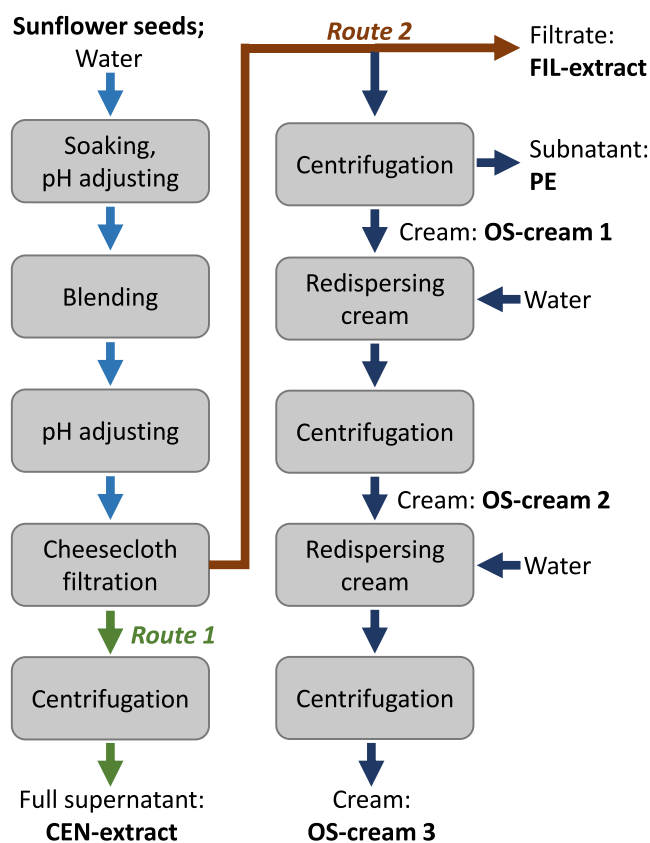 Sunflower seeds;
Water
Soaking,
pH adjusting
Blending
pH adjusting
Cheesecloth
filtration
Route 1
Centrifugation
Full supernatant:
CEN-extract
Route 2
Filtrate:
FIL-extract
Centrifugation
Subnatant:
PE
Cream: OS-cream 1
Redispersing
cream
Water
Centrifugation
Cream: OS-cream 2
Redispersing
cream
Water
Centrifugation
Cream:
OS-cream 3